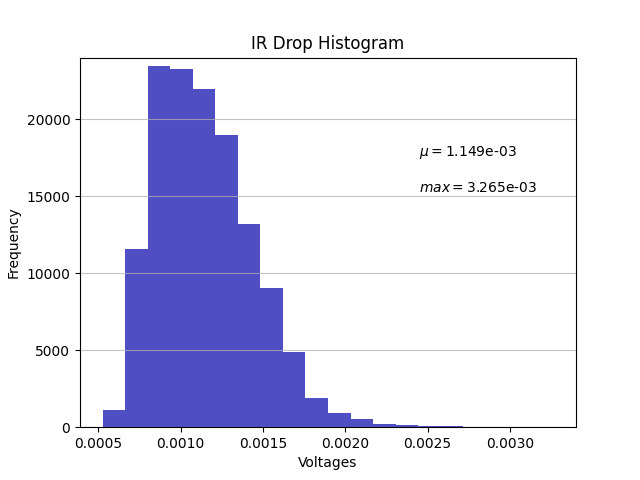 IR Drop Histogram
20000
15000
10000
5000
0
Frequency
μ = 1.149e-03
max = 3.265e-03
0.0005 0.0010 0.0015 0.0020 0.0025 0.0030
Voltages